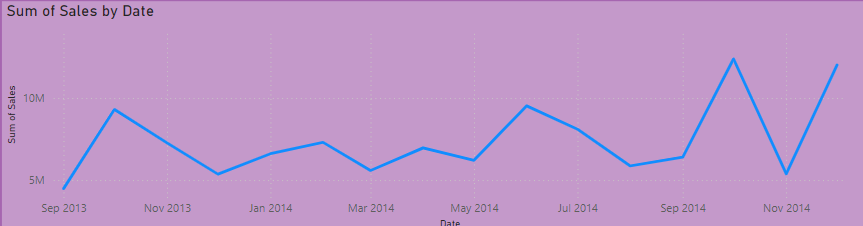 Sum of Sales by Date
Sum of Sales
10M
5M
Sep 2013 Nov 2013 Jan 2014 Mar 2014 May 2014 Jul 2014 Sep 2014 Nov 2014
Date